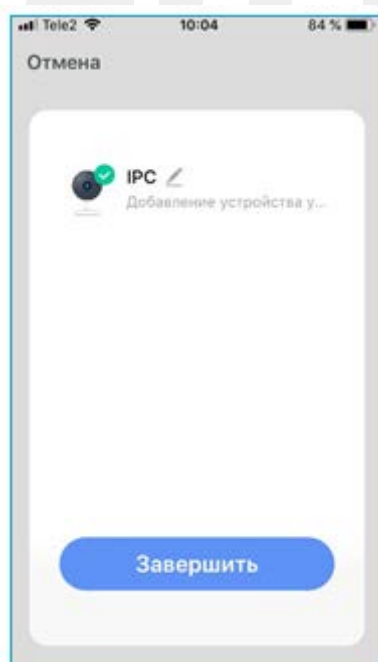 Tele2 10:04 84 %
Отмена
IPC
Добавление устройства у...
Завершить